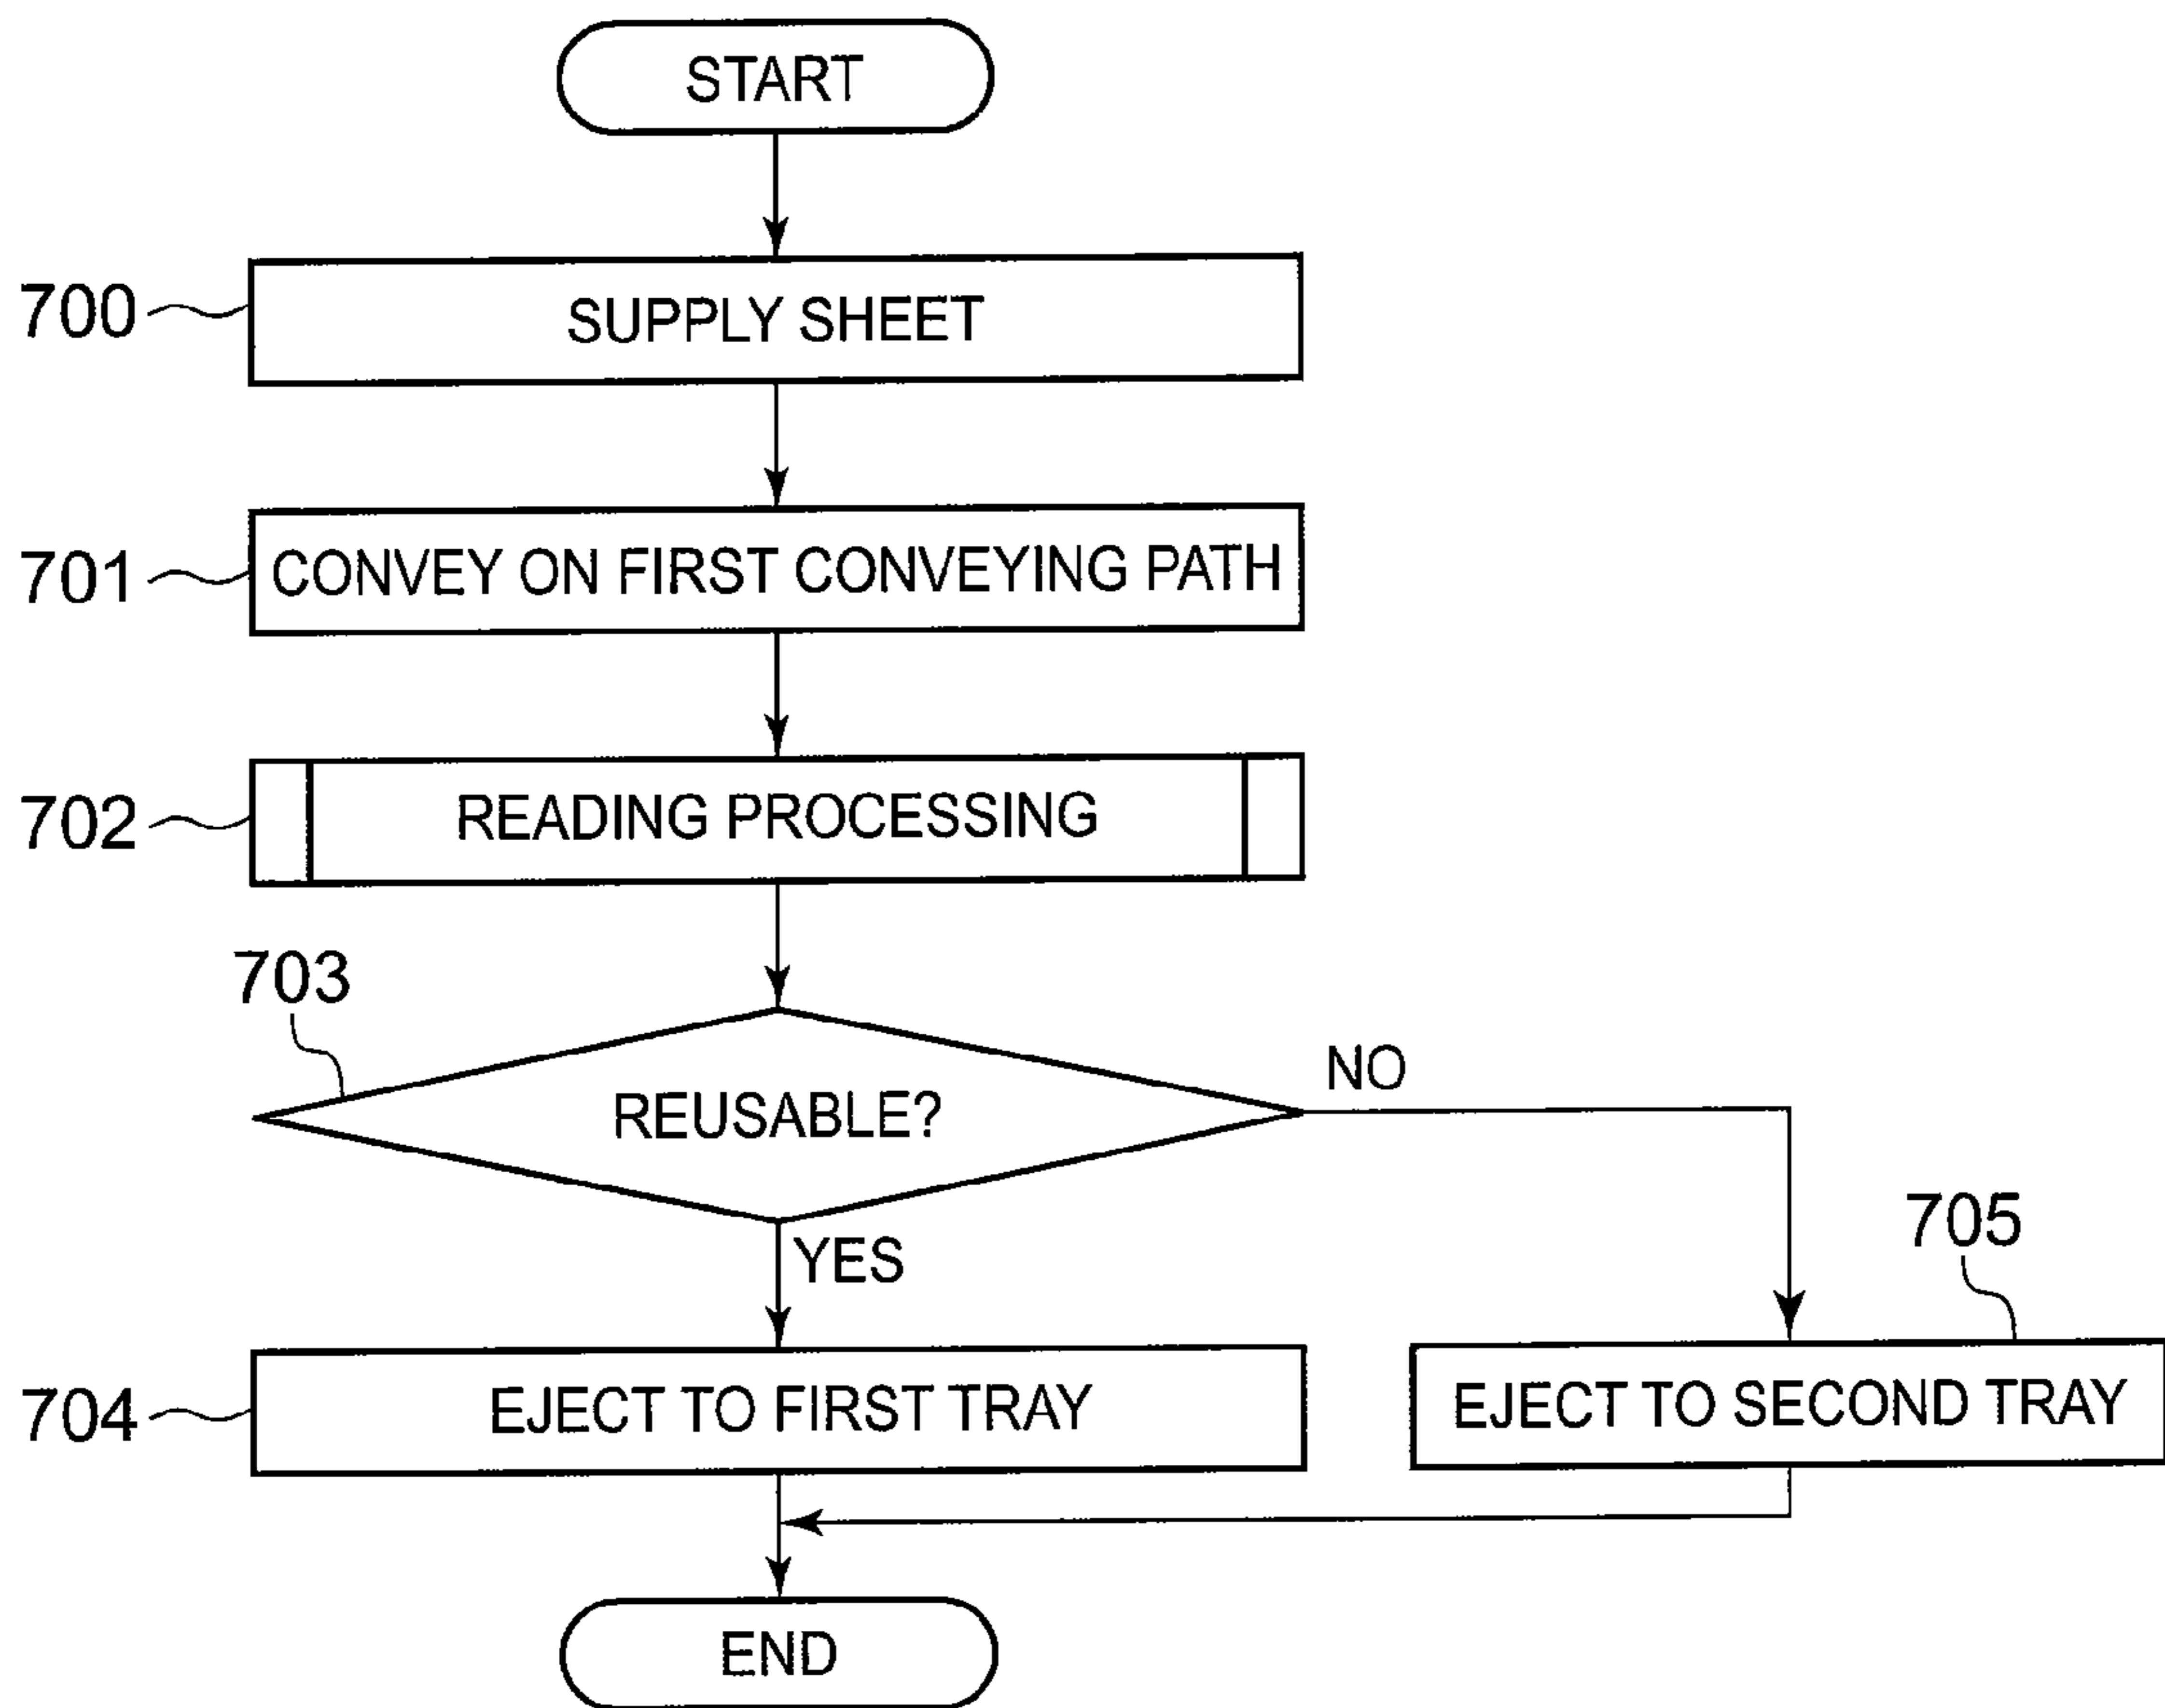 START
700
SUPPLY SHEET
701
CONVEY ON FIRST CONVEYING PATH
702
READING PROCESSING
703
REUSABLE?
NO
YES
705
704
EJECT TO FIRST TRAY
EJECT TO SECOND TRAY
END